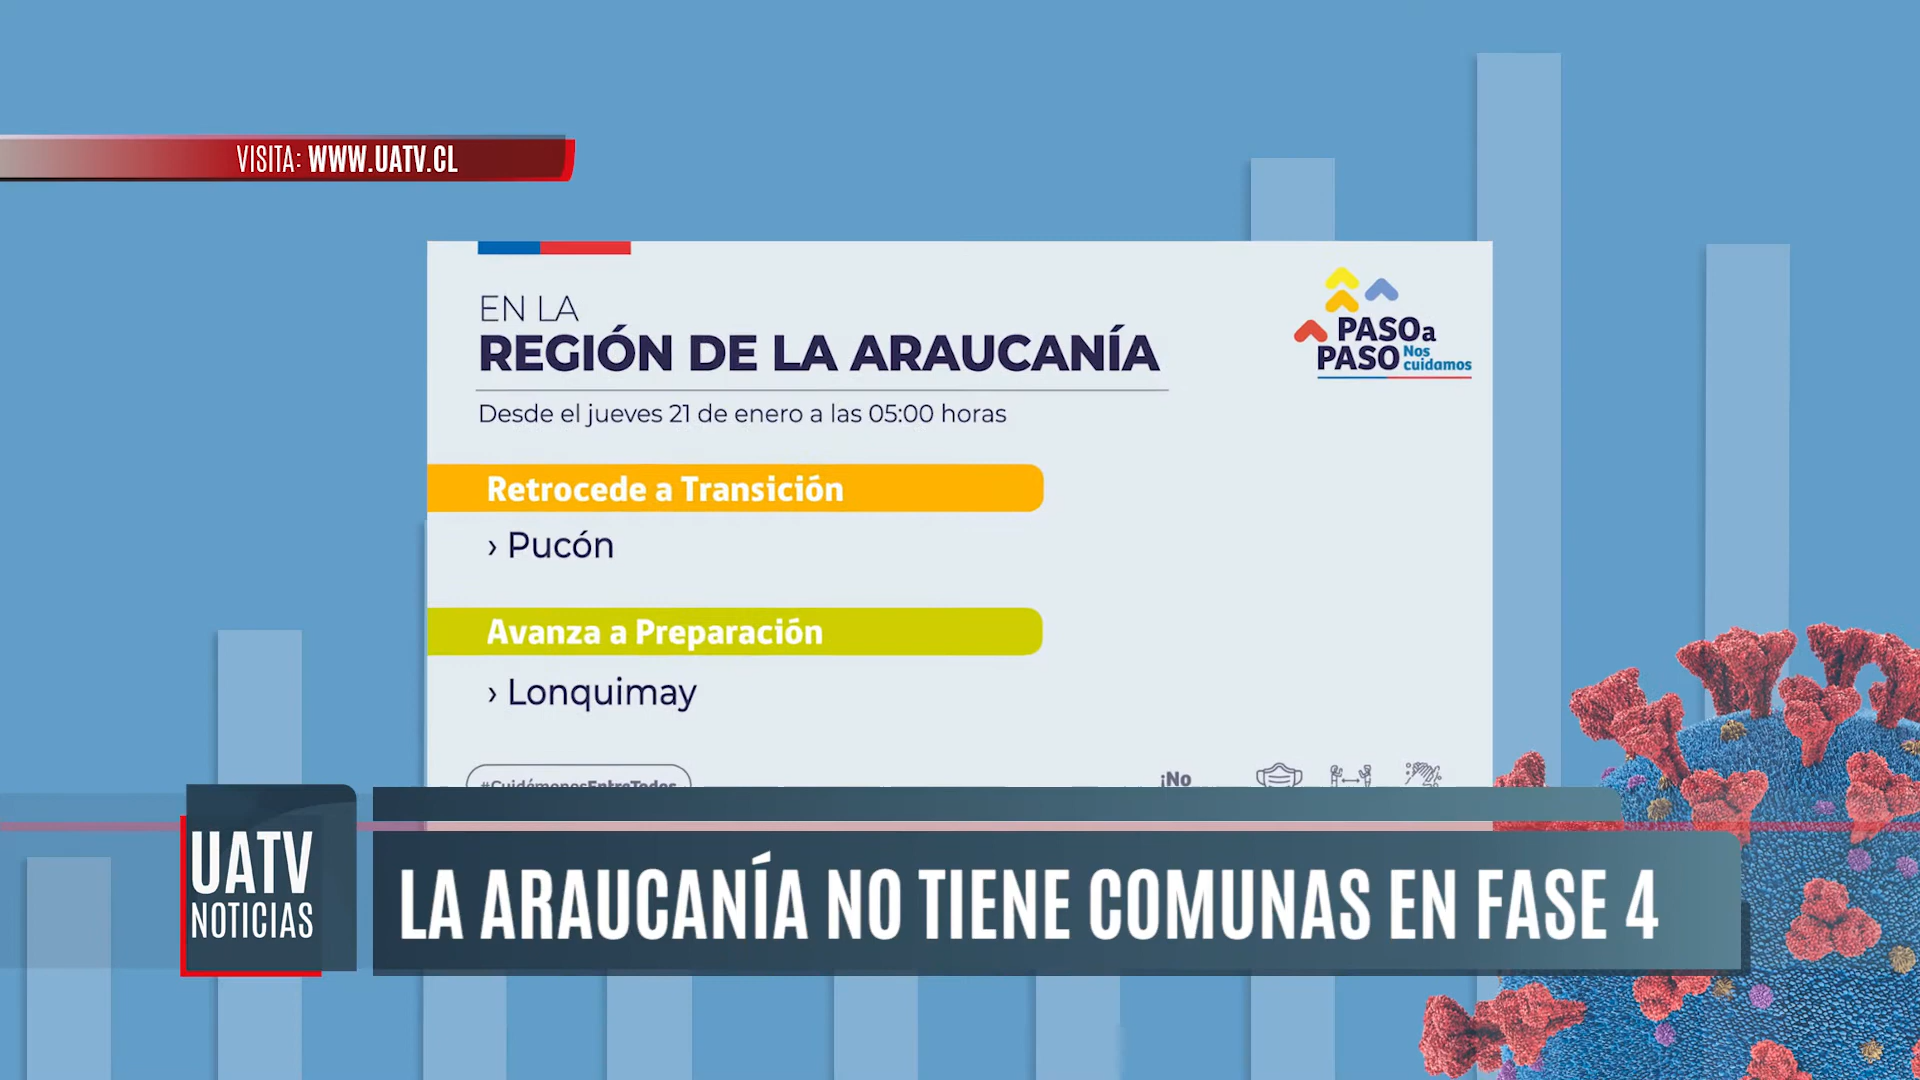 VISITA: WWW.UATV.CL
EN LA
REGIÓN DE LA ARAUCANÍA
Desde el jueves 21 de enero a las 05:00 horas
PASO a
PASO Nos cuidamos
Retrocede a Transición
› Pucón
Avanza a Preparación
› Lonquimay
#CuidémonosEntreTodos
¡No
UATV
NOTICIAS
LA ARAUCANÍA NO TIENE COMUNAS EN FASE 4